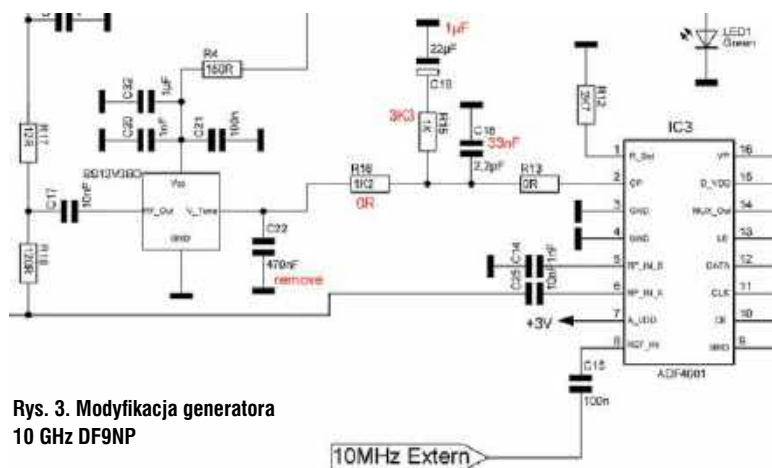 1µF
22µF
C19
R4
150R
LED1
Green
C32
1µF
R12
2K7
IC3
3K3
R15
1K
C18
33nF
2,2pF
C20
1nF
C21
100n
R17
C17
10nF
RF_Out
V_Tune
GND
R16
1K2
0R
R13
0R
C22
470nF
remove
120R
C14
1nF
C25
10nF
+3V
1
2
CP
3
GND
4
GND
5
RF_IN_B
6
RF_IN_A
7
A_VDD
8
REF_IN
16
VP
15
D_VDD
14
MUX_Out
13
LE
12
DATA
11
CLK
10
CE
9
ADF4001
C15
100n
10MHz Extern
Rys. 3. Modyfikacja generatora
10 GHz DF9NP